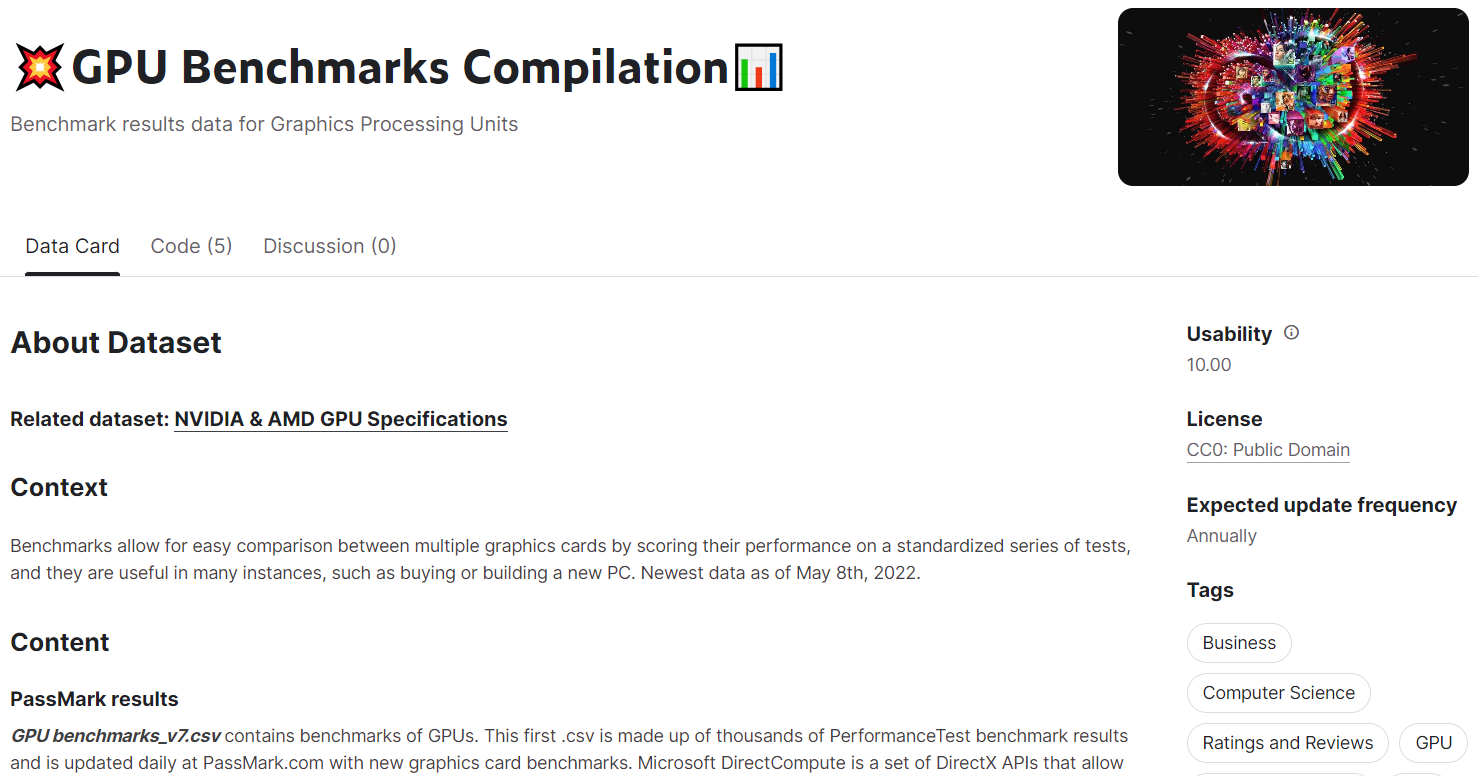 💥GPU Benchmarks Compilation📊
Benchmark results data for Graphics Processing Units
Data Card Code (5) Discussion (0)
About Dataset
Related dataset: NVIDIA & AMD GPU Specifications
Context
Benchmarks allow for easy comparison between multiple graphics cards by scoring their performance on a standardized series of tests,
and they are useful in many instances, such as buying or building a new PC. Newest data as of May 8th, 2022.
Content
PassMark results
GPU benchmarks_v7.csv contains benchmarks of GPUs. This first .csv is made up of thousands of PerformanceTest benchmark results
and is updated daily at PassMark.com with new graphics card benchmarks. Microsoft DirectCompute is a set of DirectX APIs that allow
Usability
10.00
License
CC0: Public Domain
Expected update frequency
Annually
Tags
Business
Computer Science
Ratings and Reviews GPU